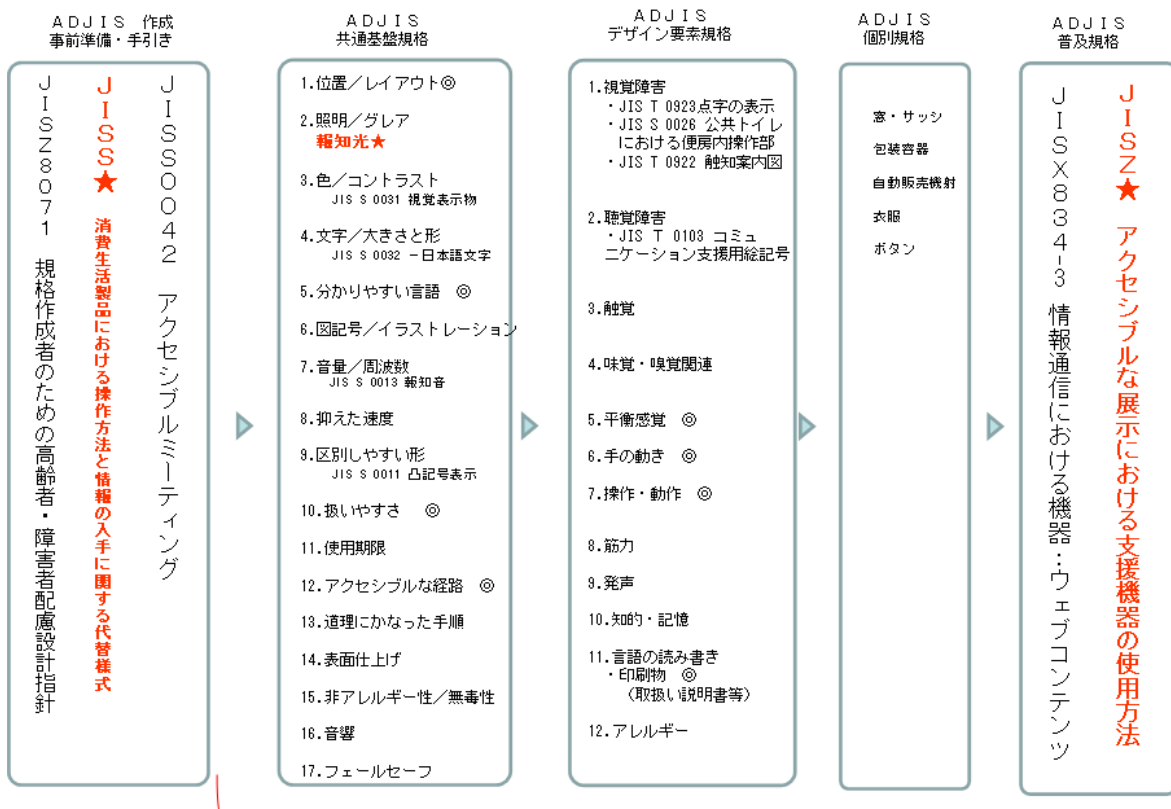 ADJIS 作成
事前準備・手引き
JISS0042 アクセシブルミーティング
JISS★ 消費生活製品における操作方法と情報の入手に関する代替様式
JISZ8071 規格作成者のための高齢者・障害者配慮設計指針
ADJIS
共通基盤規格
1.位置/レイアウト◎
2.照明/グレア
報知光★
3.色/コントラスト
JIS S 0031 視覚表示物
4.文字/大きさと形
JIS S 0032 -日本語文字
5.分かりやすい言語 ◎
6.図記号/イラストレーション
7.音量/周波数
JIS S 0013 報知音
8.抑えた速度
9.区別しやすい形
JIS S 0011 凸記号表示
10.扱いやすさ ◎
11.使用期限
12.アクセシブルな経路 ◎
13.道理にかなった手順
14.表面仕上げ
15.非アレルギー性/無毒性
16.音響
17.フェールセーフ
ADJIS
デザイン要素規格
1.視覚障害
・JIS T 0923点字の表示
・JIS S 0026 公共トイレ
における便房内操作部
・JIS T 0922 触知案内図
2.聴覚障害
・JIS T 0103 コミュ
ニケーション支援用絵記号
3.触覚
4.味覚・嗅覚関連
5.平衡感覚 ◎
6.手の動き ◎
7.操作・動作 ◎
8.筋力
9.発声
10.知的・記憶
11.言語の読み書き
・印刷物 ◎
(取扱い説明書等)
12.アレルギー
ADJIS
個別規格
窓・サッシ
包装容器
自動販売機射
衣服
ボタン
ADJIS
普及規格
JISZ★ アクセシブルな展示における支援機器の使用方法
JISX834-3 情報通信における機器:‥ウェブコンテンツ